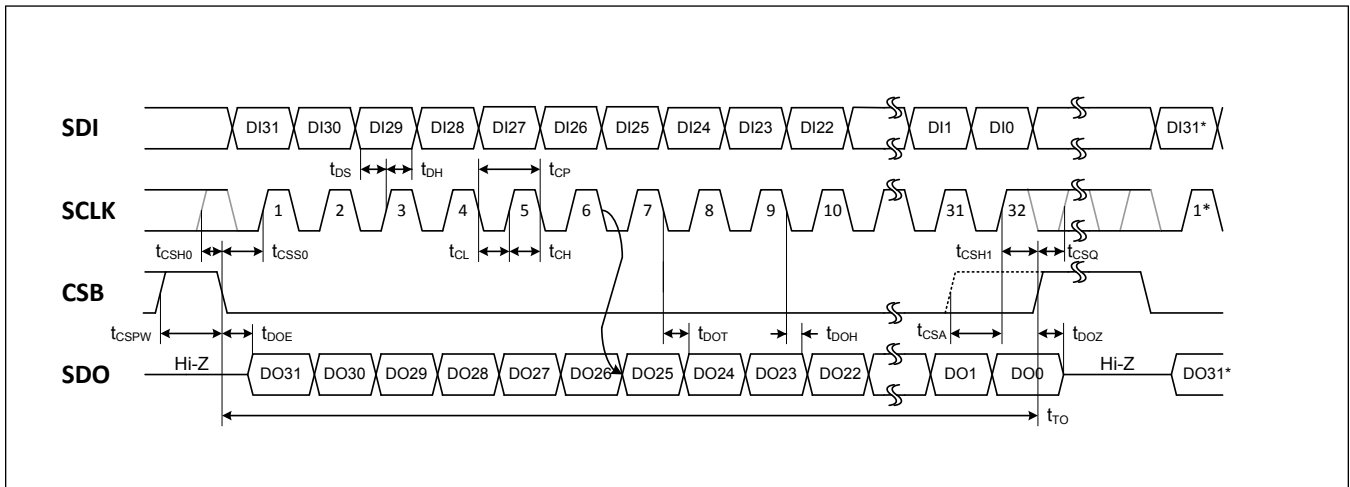 SDI DI31 DI30 DI29 DI28 DI27 DI26 DI25 DI24 DI23 DI22 DI1 DI0 DI31*
tDS tDH tCP
SCLK 1 2 3 4 5 6 7 8 9 10 31 32 1*
tCSH0 tCSS0 tCL tCH tCSH1 tCSQ
CSB
tCSPW tDOE tDOT tDOH tCSA tDOZ
SDO Hi-Z DO31 DO30 DO29 DO28 DO27 DO26 DO25 DO24 DO23 DO22 DO1 DO0 Hi-Z DO31*
tTO